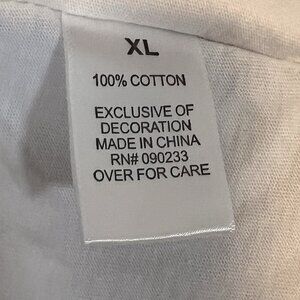 XL
100% COTTON
EXCLUSIVE OF
DECORATION
MADE IN CHINA
RN# 090233
OVER FOR CARE